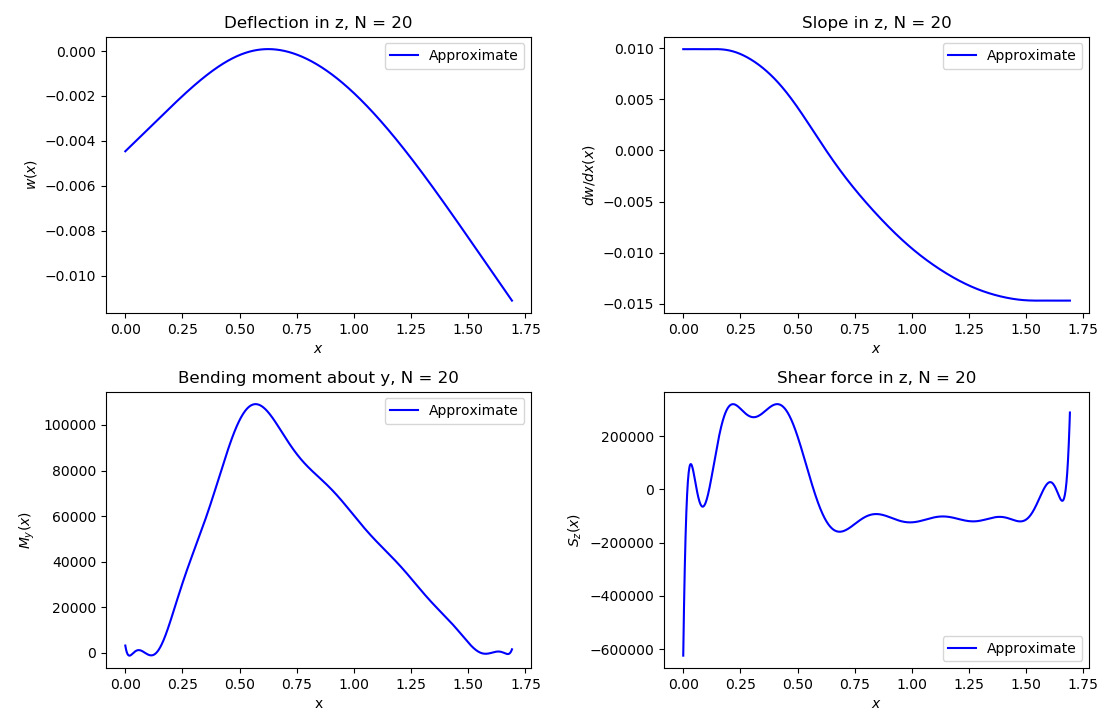 Deflection in z, N = 20
0.000
−0.002
−0.004
−0.006
−0.008
−0.010
w(x)
Approximate
0.00 0.25 0.50 0.75 1.00 1.25 1.50 1.75
x
Slope in z, N = 20
0.010
0.005
0.000
−0.005
−0.010
−0.015
dw/dx(x)
Approximate
0.00 0.25 0.50 0.75 1.00 1.25 1.50 1.75
x
Bending moment about y, N = 20
100000
80000
60000
40000
20000
0
M_y(x)
Approximate
0.00 0.25 0.50 0.75 1.00 1.25 1.50 1.75
x
Shear force in z, N = 20
200000
0
−200000
−400000
−600000
S_z(x)
Approximate
0.00 0.25 0.50 0.75 1.00 1.25 1.50 1.75
x